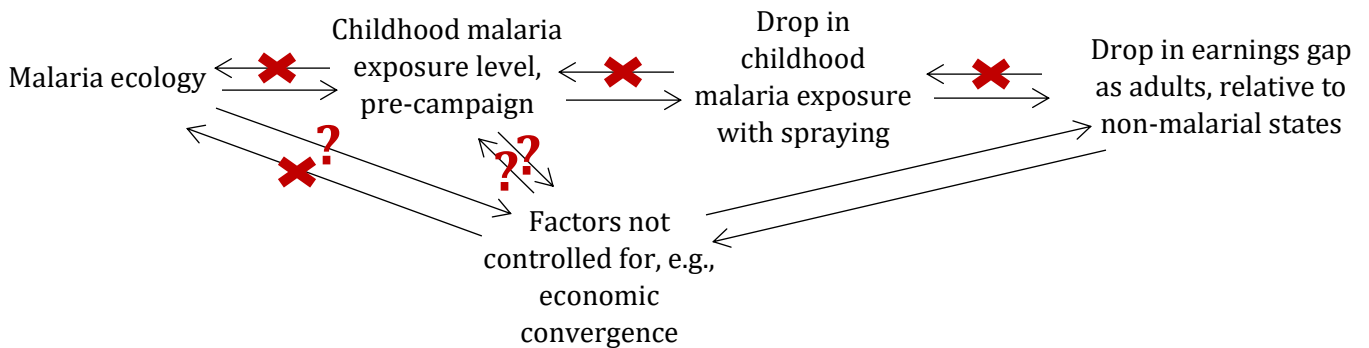 Malaria ecology
Childhood malaria
exposure level,
pre-campaign
Drop in
childhood
malaria exposure
with spraying
Drop in earnings gap
as adults, relative to
non-malarial states
?
?
?
Factors not
controlled for, e.g.,
economic
convergence